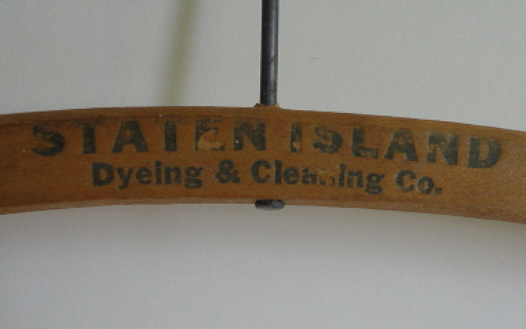 STATEN ISLAND
Dyeing & Cleaning Co.